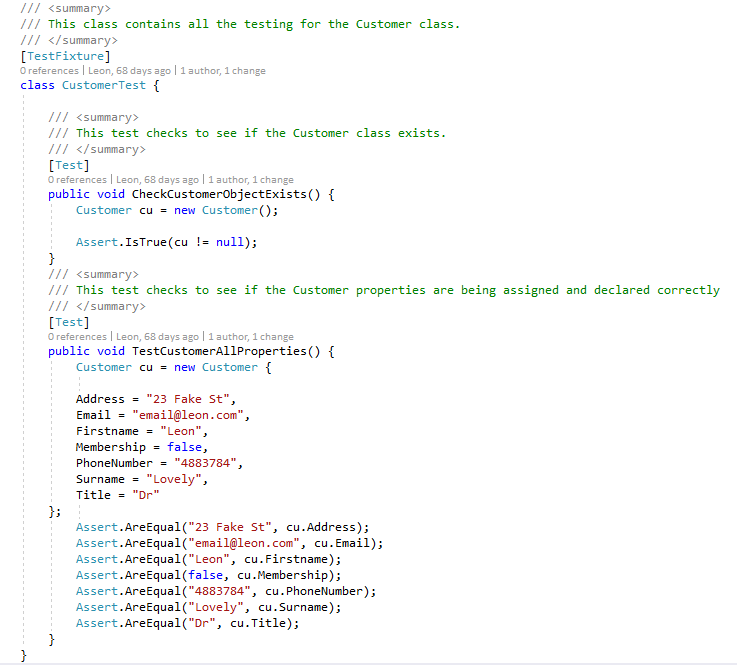 /// <summary>
/// This class contains all the testing for the Customer class.
/// </summary>
[TestFixture]
0 references | Leon, 68 days ago | 1 author, 1 change
class CustomerTest {
/// <summary>
/// This test checks to see if the Customer class exists.
/// </summary>
[Test]
0 references | Leon, 68 days ago | 1 author, 1 change
public void CheckCustomerObjectExists() {
Customer cu = new Customer();
Assert.IsTrue(cu != null);
}
/// <summary>
/// This test checks to see if the Customer properties are being assigned and declared correctly
/// </summary>
[Test]
0 references | Leon, 68 days ago | 1 author, 1 change
public void TestCustomerAllProperties() {
Customer cu = new Customer {
Address = "23 Fake St",
Email = "email@leon.com",
Firstname = "Leon",
Membership = false,
PhoneNumber = "4883784",
Surname = "Lovely",
Title = "Dr"
};
Assert.AreEqual("23 Fake St", cu.Address);
Assert.AreEqual("email@leon.com", cu.Email);
Assert.AreEqual("Leon", cu.Firstname);
Assert.AreEqual(false, cu.Membership);
Assert.AreEqual("4883784", cu.PhoneNumber);
Assert.AreEqual("Lovely", cu.Surname);
Assert.AreEqual("Dr", cu.Title);
}
}